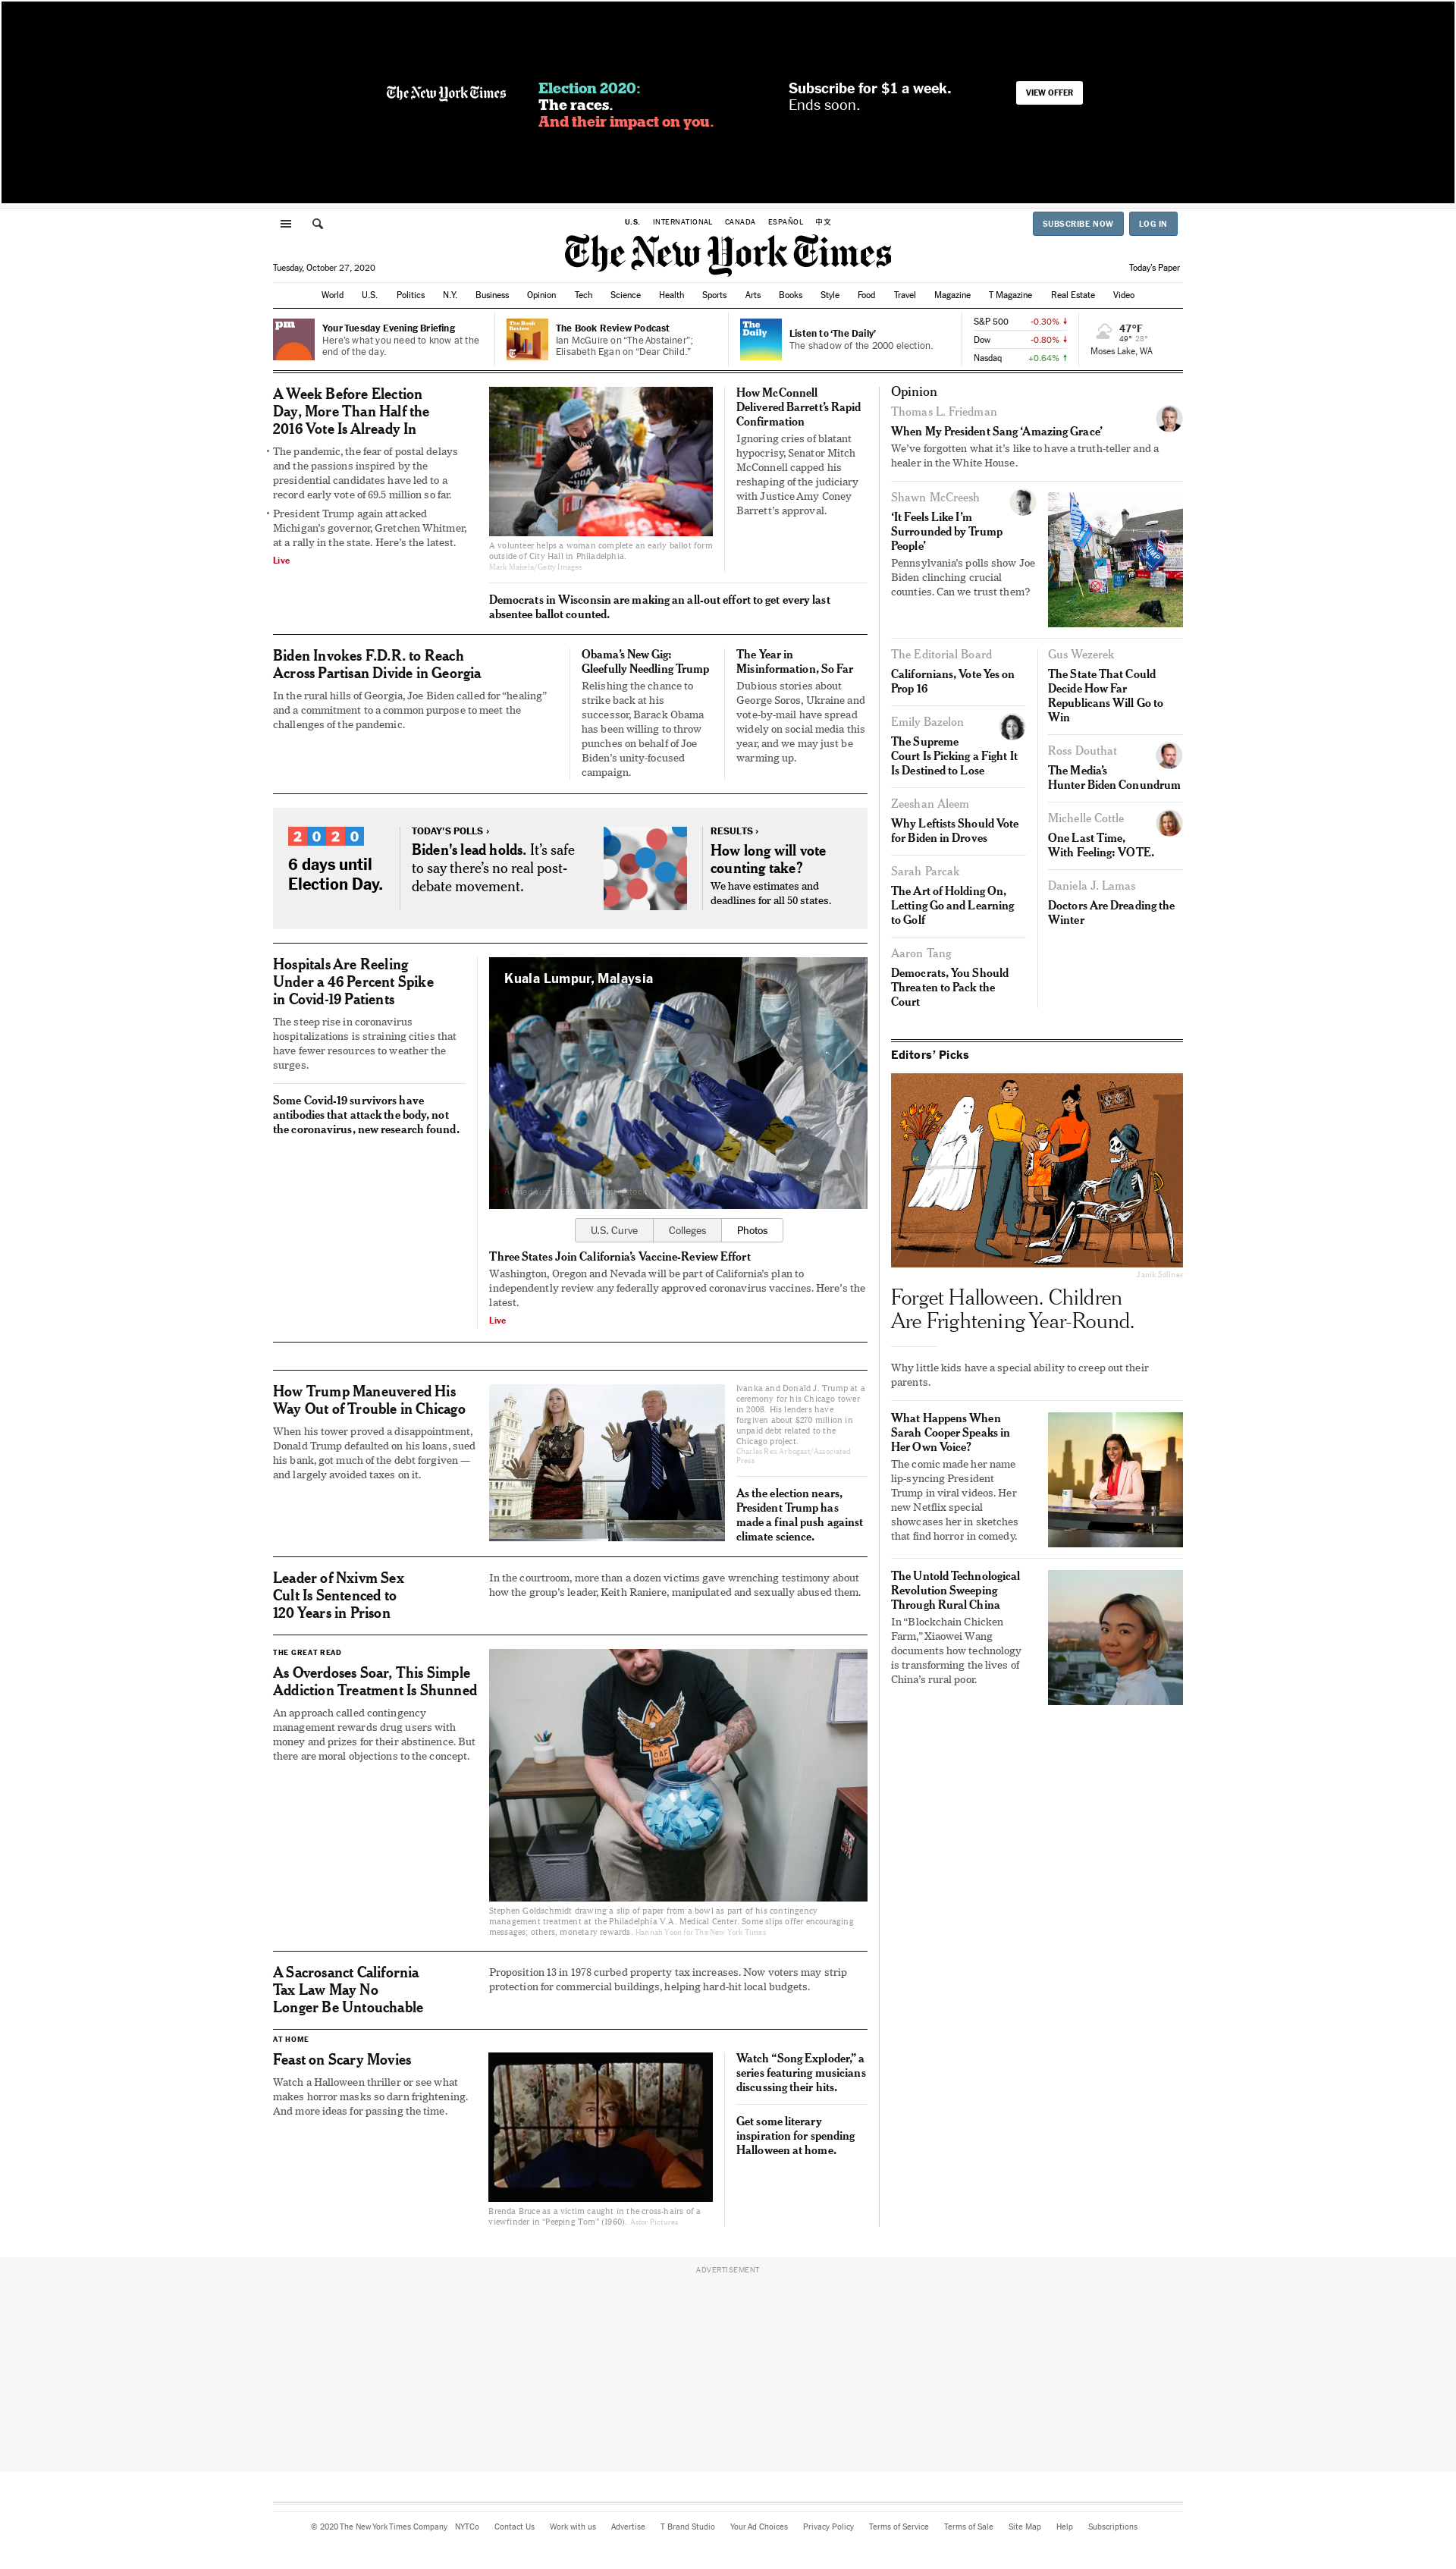 The New York Times
Election 2020:
The races.
And their impact on you.
Subscribe for $1 a week.
Ends soon.
VIEW OFFER
U.S. INTERNATIONAL CANADA ESPAÑOL 中文
SUBSCRIBE NOW
LOG IN
The New York Times
Tuesday, October 27, 2020
Today's Paper
World U.S. Politics N.Y. Business Opinion Tech Science Health Sports Arts Books Style Food Travel Magazine T Magazine Real Estate Video
pm
Your Tuesday Evening Briefing
Here's what you need to know at the
end of the day.
The Book
Review
The Book Review Podcast
Ian McGuire on “The Abstainer”;
Elisabeth Egan on “Dear Child.”
The
Daily
Listen to ‘The Daily’
The shadow of the 2000 election.
S&P 500 -0.30% ↓
Dow -0.80% ↓
Nasdaq +0.64% ↑
47°F
49° 28°
Moses Lake, WA
A Week Before Election
Day, More Than Half the
2016 Vote Is Already In
• The pandemic, the fear of postal delays
and the passions inspired by the
presidential candidates have led to a
record early vote of 69.5 million so far.
• President Trump again attacked
Michigan’s governor, Gretchen Whitmer,
at a rally in the state. Here’s the latest.
Live
A volunteer helps a woman complete an early ballot form
outside of City Hall in Philadelphia.
Mark Makela/Getty Images
How McConnell
Delivered Barrett’s Rapid
Confirmation
Ignoring cries of blatant
hypocrisy, Senator Mitch
McConnell capped his
reshaping of the judiciary
with Justice Amy Coney
Barrett’s approval.
Democrats in Wisconsin are making an all-out effort to get every last
absentee ballot counted.
Biden Invokes F.D.R. to Reach
Across Partisan Divide in Georgia
In the rural hills of Georgia, Joe Biden called for “healing”
and a commitment to a common purpose to meet the
challenges of the pandemic.
Obama’s New Gig:
Gleefully Needling Trump
Relishing the chance to
strike back at his
successor, Barack Obama
has been willing to throw
punches on behalf of Joe
Biden’s unity-focused
campaign.
The Year in
Misinformation, So Far
Dubious stories about
George Soros, Ukraine and
vote-by-mail have spread
widely on social media this
year, and we may just be
warming up.
2020
6 days until
Election Day.
TODAY’S POLLS ›
Biden's lead holds. It’s safe
to say there’s no real post-
debate movement.
RESULTS ›
How long will vote
counting take?
We have estimates and
deadlines for all 50 states.
Hospitals Are Reeling
Under a 46 Percent Spike
in Covid-19 Patients
The steep rise in coronavirus
hospitalizations is straining cities that
have fewer resources to weather the
surges.
Some Covid-19 survivors have
antibodies that attack the body, not
the coronavirus, new research found.
Kuala Lumpur, Malaysia
U.S. Curve Colleges Photos
Three States Join California’s Vaccine-Review Effort
Washington, Oregon and Nevada will be part of California’s plan to
independently review any federally approved coronavirus vaccines. Here’s the
latest.
Live
How Trump Maneuvered His
Way Out of Trouble in Chicago
When his tower proved a disappointment,
Donald Trump defaulted on his loans, sued
his bank, got much of the debt forgiven —
and largely avoided taxes on it.
Ivanka and Donald J. Trump at a
ceremony for his Chicago tower
in 2008. His lenders have
forgiven about $270 million in
unpaid debt related to the
Chicago project.
Charles Rex Arbogast/Associated
Press
As the election nears,
President Trump has
made a final push against
climate science.
Leader of Nxivm Sex
Cult Is Sentenced to
120 Years in Prison
In the courtroom, more than a dozen victims gave wrenching testimony about
how the group’s leader, Keith Raniere, manipulated and sexually abused them.
THE GREAT READ
As Overdoses Soar, This Simple
Addiction Treatment Is Shunned
An approach called contingency
management rewards drug users with
money and prizes for their abstinence. But
there are moral objections to the concept.
Stephen Goldschmidt drawing a slip of paper from a bowl as part of his contingency
management treatment at the Philadelphia V.A. Medical Center. Some slips offer encouraging
messages; others, monetary rewards. Hannah Yoon for The New York Times
A Sacrosanct California
Tax Law May No
Longer Be Untouchable
Proposition 13 in 1978 curbed property tax increases. Now voters may strip
protection for commercial buildings, helping hard-hit local budgets.
AT HOME
Feast on Scary Movies
Watch a Halloween thriller or see what
makes horror masks so darn frightening.
And more ideas for passing the time.
Brenda Bruce as a victim caught in the cross-hairs of a
viewfinder in “Peeping Tom” (1960). Astor Pictures
Watch “Song Exploder,” a
series featuring musicians
discussing their hits.
Get some literary
inspiration for spending
Halloween at home.
Opinion
Thomas L. Friedman
When My President Sang ‘Amazing Grace’
We’ve forgotten what it’s like to have a truth-teller and a
healer in the White House.
Shawn McCreesh
‘It Feels Like I’m
Surrounded by Trump
People’
Pennsylvania’s polls show Joe
Biden clinching crucial
counties. Can we trust them?
The Editorial Board
Californians, Vote Yes on
Prop 16
Emily Bazelon
The Supreme
Court Is Picking a Fight It
Is Destined to Lose
Zeeshan Aleem
Why Leftists Should Vote
for Biden in Droves
Sarah Parcak
The Art of Holding On,
Letting Go and Learning
to Golf
Aaron Tang
Democrats, You Should
Threaten to Pack the
Court
Gus Wezerek
The State That Could
Decide How Far
Republicans Will Go to
Win
Ross Douthat
The Media’s
Hunter Biden Conundrum
Michelle Cottle
One Last Time,
With Feeling: VOTE.
Daniela J. Lamas
Doctors Are Dreading the
Winter
Editors’ Picks
Janik Söllner
Forget Halloween. Children
Are Frightening Year-Round.
Why little kids have a special ability to creep out their
parents.
What Happens When
Sarah Cooper Speaks in
Her Own Voice?
The comic made her name
lip-syncing President
Trump in viral videos. Her
new Netflix special
showcases her in sketches
that find horror in comedy.
The Untold Technological
Revolution Sweeping
Through Rural China
In “Blockchain Chicken
Farm,” Xiaowei Wang
documents how technology
is transforming the lives of
China’s rural poor.
ADVERTISEMENT
© 2020 The New York Times Company NYTCo Contact Us Work with us Advertise T Brand Studio Your Ad Choices Privacy Policy Terms of Service Terms of Sale Site Map Help Subscriptions